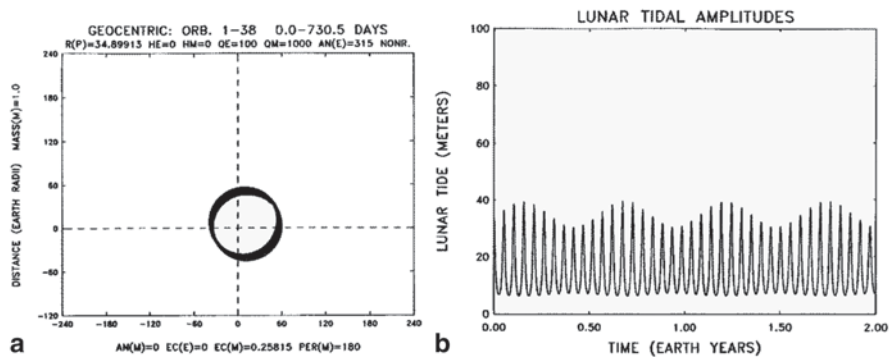 GEOCENTRIC: ORB. 1-38 0.0-730.5 DAYS
R(P)=34.89913 HE=0 HM=0 QE=100 QM=1000 AN(E)=315 NONR.
DISTANCE (EARTH RADII) MASS(M)=1.0
240
180
120
60
0
-60
-120
-240 -180 -120 -60 0 60 120 180 240
AN(M)=0 EC(E)=0 EC(M)=0.25815 PER(M)=180
a
LUNAR TIDAL AMPLITUDES
LUNAR TIDE (METERS)
100
80
60
40
20
0
0.00 0.50 1.00 1.50 2.00
TIME (EARTH YEARS)
b